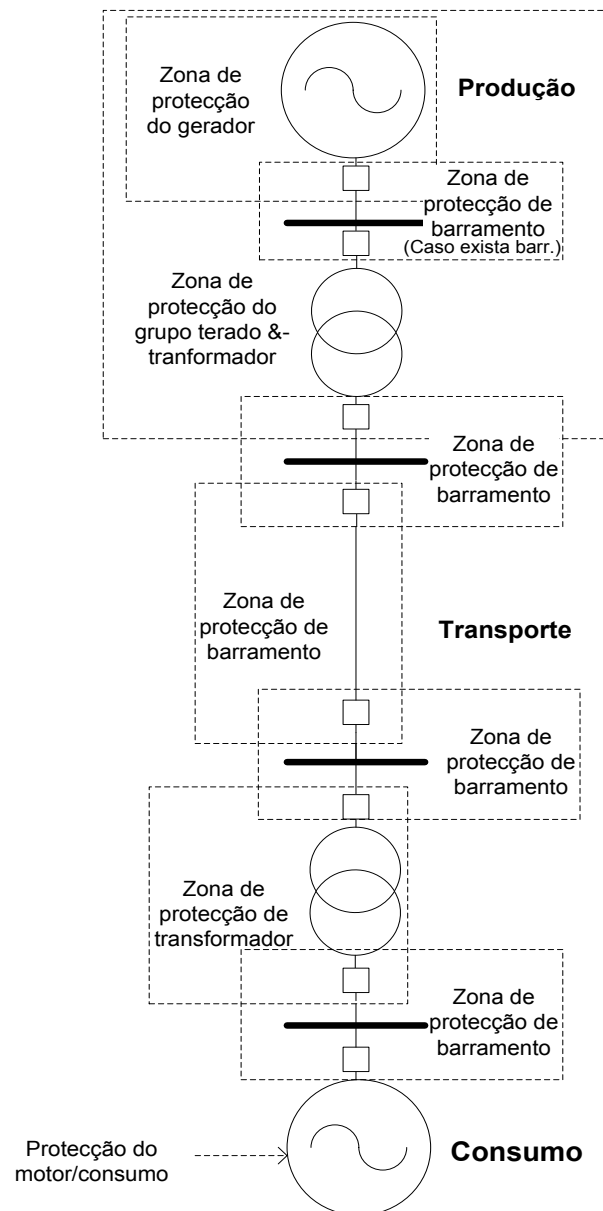 Zona de
protecção
do gerador
Produção
Zona de
protecção de
barramento
(Caso exista barr.)
Zona de
protecção do
grupo terado &-
tranformador
Zona de
protecção de
barramento
Zona de
protecção de
barramento
Transporte
Zona de
protecção de
barramento
Zona de
protecção de
transformador
Zona de
protecção de
barramento
Protecção do
motor/consumo
Consumo